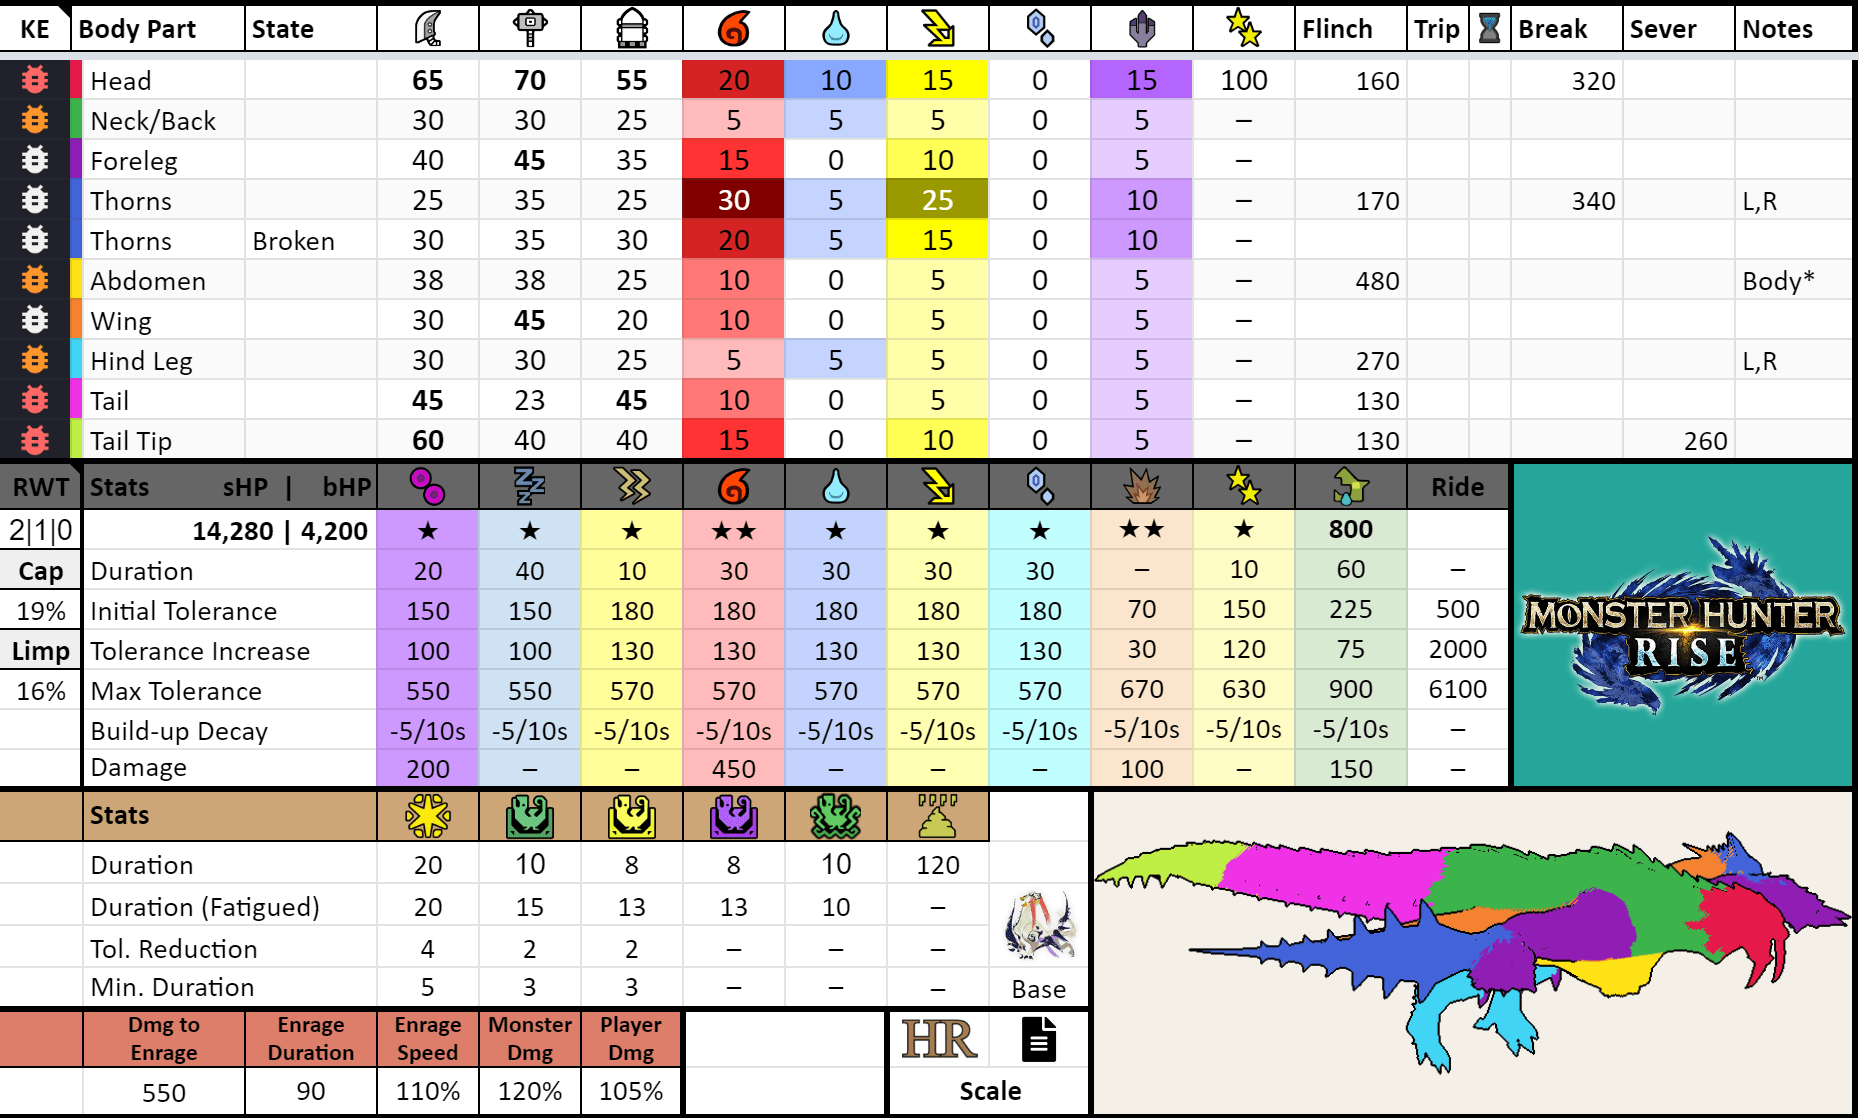 KE Body Part State Flinch Trip Break Sever Notes
Head 65 70 55 20 10 15 0 15 100 160 320
Neck/Back 30 30 25 5 5 5 0 5 –
Foreleg 40 45 35 15 0 10 0 5 –
Thorns 25 35 25 30 5 25 0 10 – 170 340 L,R
Thorns Broken 30 35 30 20 5 15 0 10 –
Abdomen 38 38 25 10 0 5 0 5 – 480 Body*
Wing 30 45 20 10 0 5 0 5 –
Hind Leg 30 30 25 5 5 5 0 5 – 270 L,R
Tail 45 23 45 10 0 5 0 5 – 130
Tail Tip 60 40 40 15 0 10 0 5 – 130 260
RWT Stats sHP | bHP Ride
2|1|0 14,280 | 4,200 ★ ★ ★ ★★ ★ ★ ★ ★★ ★ 800
Cap Duration 20 40 10 30 30 30 30 – 10 60 –
19% Initial Tolerance 150 150 180 180 180 180 180 70 150 225 500
Limp Tolerance Increase 100 100 130 130 130 130 130 30 120 75 2000
16% Max Tolerance 550 550 570 570 570 570 570 670 630 900 6100
Build-up Decay -5/10s -5/10s -5/10s -5/10s -5/10s -5/10s -5/10s -5/10s -5/10s -5/10s –
Damage 200 – – 450 – – – 100 – 150 –
MONSTER HUNTER
RISE
TM
Stats
Duration 20 10 8 8 10 120
Duration (Fatigued) 20 15 13 13 10 –
Tol. Reduction 4 2 2 – – –
Min. Duration 5 3 3 – – – Base
Dmg to Enrage Enrage Monster Player
Enrage Duration Speed Dmg Dmg
HR
550 90 110% 120% 105% Scale